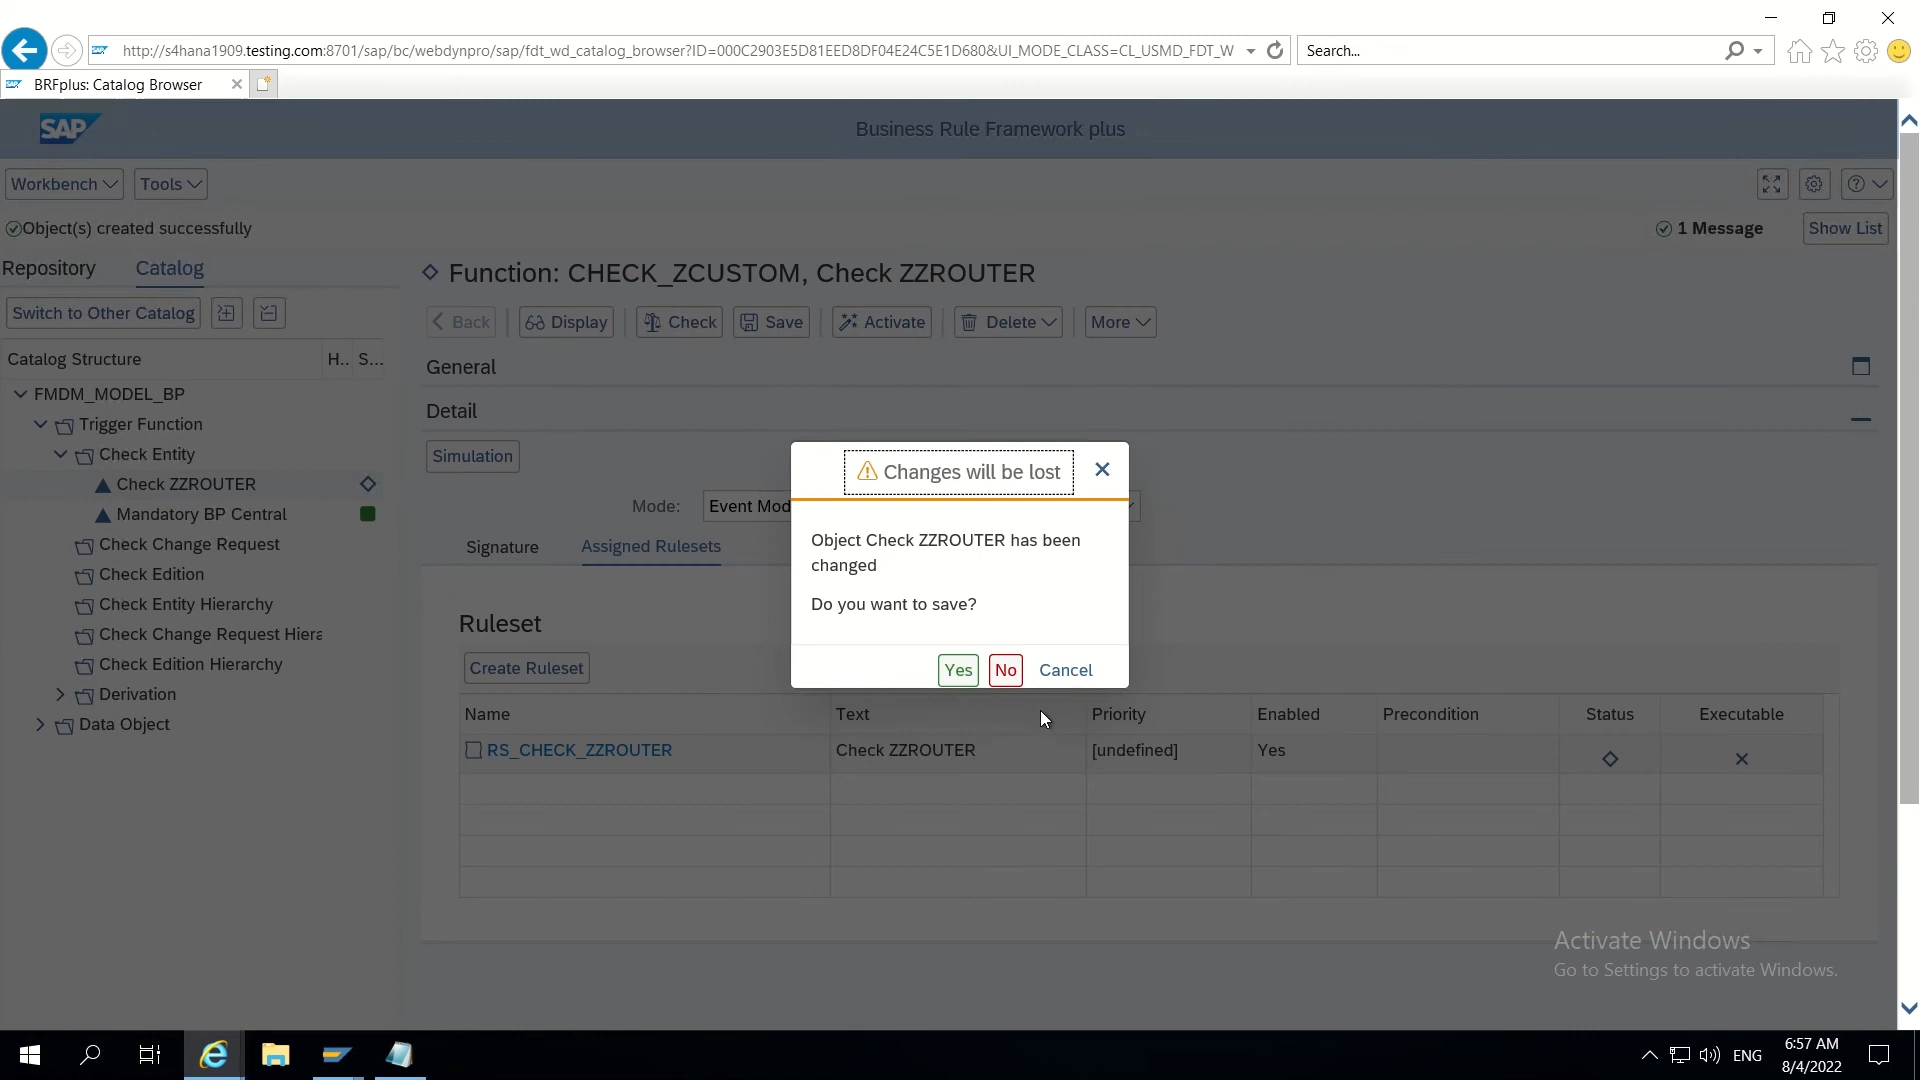 http://s4hana1909.testing.com:8701/sap/bc/webdynpro/sap/fdt_wd_catalog_browser?ID=000C2903E5D81EED8DF04E24C5E1D680&UI_MODE_CLASS=CL_USMD_FDT_W
Search...
BRFplus: Catalog Browser
SAP
Business Rule Framework plus
Workbench
Tools
Object(s) created successfully
1 Message
Show List
Repository
Catalog
Switch to Other Catalog
Catalog Structure
H..
S...
FMDM_MODEL_BP
Trigger Function
Check Entity
Check ZZROUTER
Mandatory BP Central
Check Change Request
Check Edition
Check Entity Hierarchy
Check Change Request Hiera
Check Edition Hierarchy
Derivation
Data Object
Function: CHECK_ZCUSTOM, Check ZZROUTER
Back
Display
Check
Save
Activate
Delete
More
General
Detail
Simulation
Mode:
Event Mod
Signature
Assigned Rulesets
Ruleset
Create Ruleset
Name
Text
Priority
Enabled
Precondition
Status
Executable
RS_CHECK_ZZROUTER
Check ZZROUTER
[undefined]
Yes
Changes will be lost
Object Check ZZROUTER has been
changed
Do you want to save?
Yes
No
Cancel
Activate Windows
Go to Settings to activate Windows.
ENG
6:57 AM
8/4/2022